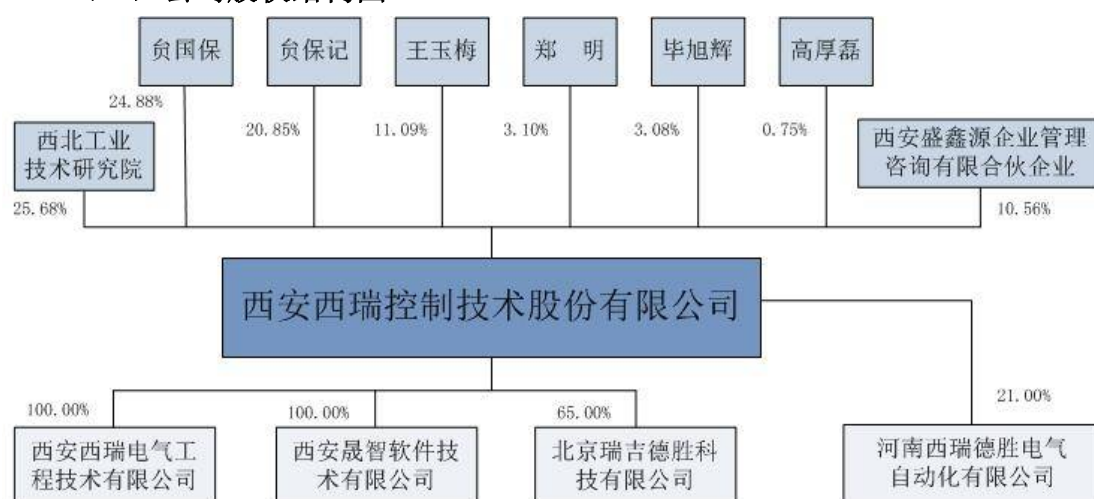 贠国保
贠保记
王玉梅
郑 明
毕旭辉
高厚磊
24.88%
20.85%
11.09%
3.10%
3.08%
0.75%
西北工业
技术研究院
西安盛鑫源企业管理
咨询有限合伙企业
25.68%
10.56%
西安西瑞控制技术股份有限公司
100.00%
100.00%
65.00%
21.00%
西安西瑞电气工
程技术有限公司
西安晟智软件技
术有限公司
北京瑞吉德胜科
技有限公司
河南西瑞德胜电气
自动化有限公司